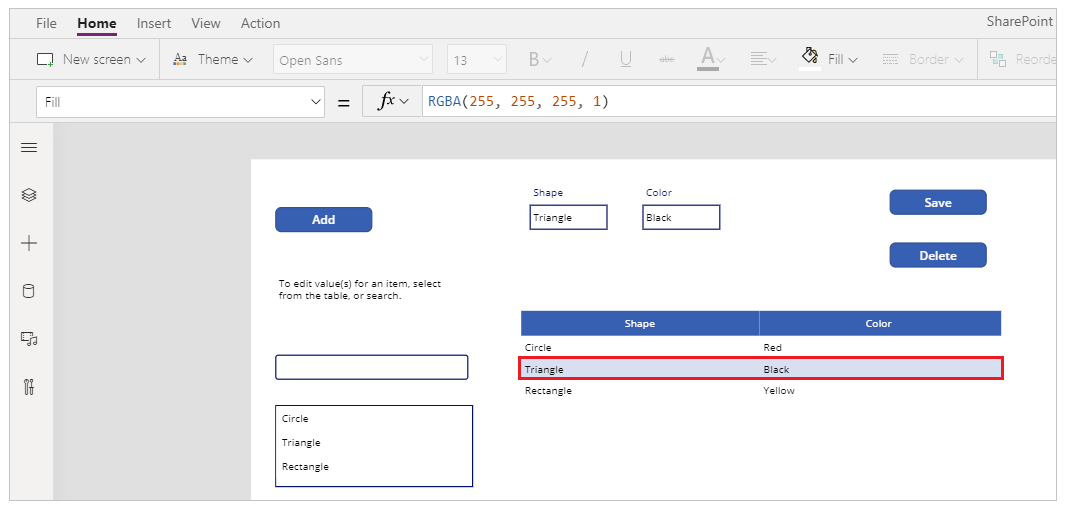 File Home Insert View Action SharePoint
New screen Aa Theme Open Sans 13 B / U abc A Fill Border Reorde
Fill = fx RGBA(255, 255, 255, 1)
Shape Color
Add Triangle Black Save
Delete
To edit value(s) for an item, select
from the table, or search.
Shape Color
Circle Red
Triangle Black
Rectangle Yellow
Circle
Triangle
Rectangle